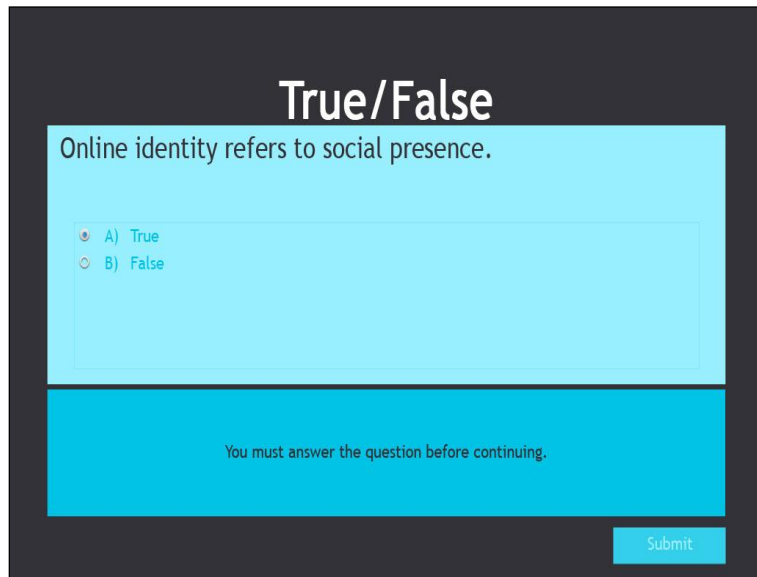 True/False
Online identity refers to social presence.
A) True
B) False
You must answer the question before continuing.
Submit